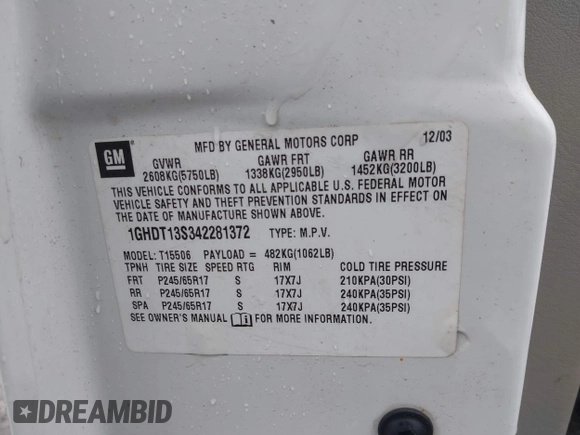 GM
MFD BY GENERAL MOTORS CORP 12/03
GVWR GAWR FRT GAWR RR
2608KG(5750LB) 1338KG(2950LB) 1452KG(3200LB)
THIS VEHICLE CONFORMS TO ALL APPLICABLE U.S. FEDERAL MOTOR
VEHICLE SAFETY AND THEFT PREVENTION STANDARDS IN EFFECT ON
THE DATE OF MANUFACTURE SHOWN ABOVE.
1GHDT13S342281372 TYPE: M.P.V.
MODEL: T15506 PAYLOAD = 482KG(1062LB)
TPNH TIRE SIZE SPEED RTG RIM COLD TIRE PRESSURE
FRT P245/65R17 S 17X7J 210KPA(30PSI)
RR P245/65R17 S 17X7J 240KPA(35PSI)
SPA P245/65R17 S 17X7J 240KPA(35PSI)
SEE OWNER'S MANUAL FOR MORE INFORMATION.
DREAMBID